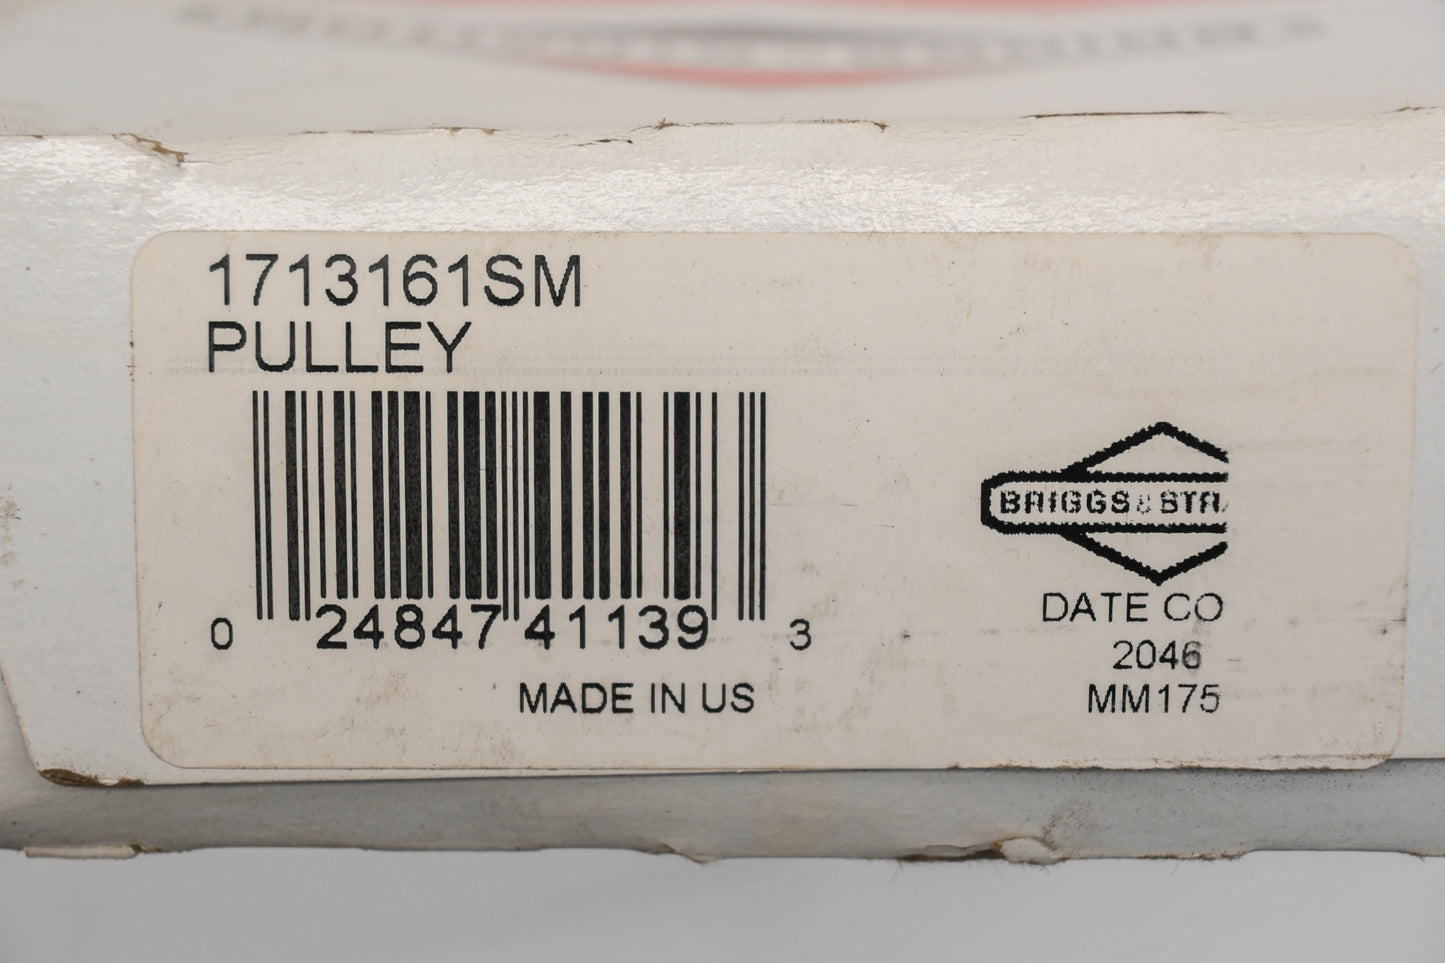 1713161SM
PULLEY
0 24847 41139 3
MADE IN US
BRIGGS & STR
DATE CO
2046
MM175